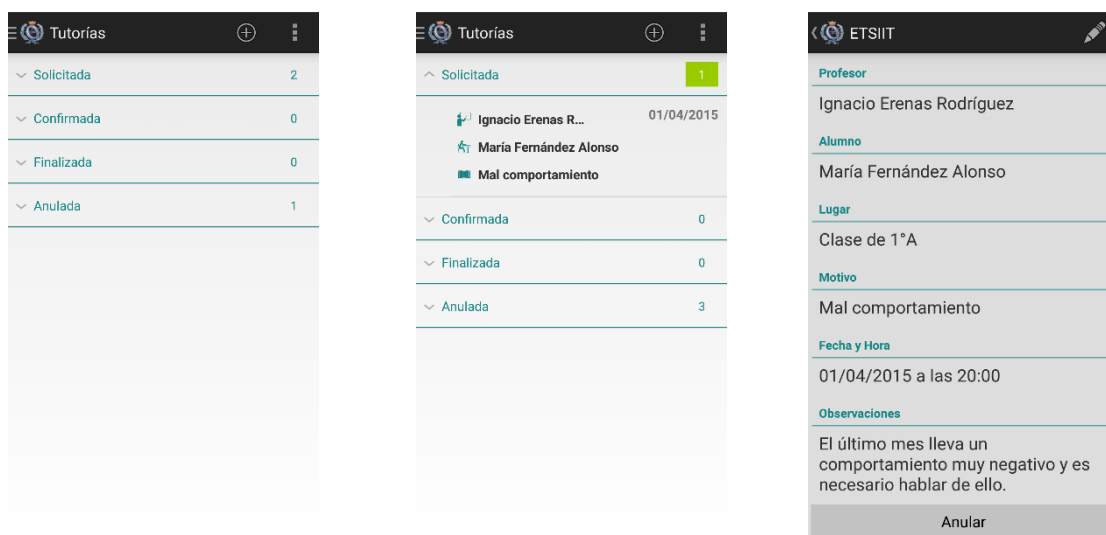 Tutorías
Solicitada 2
Confirmada 0
Finalizada 0
Anulada 1
Tutorías
Solicitada 1
Ignacio Erenas R... 01/04/2015
María Fernández Alonso
Mal comportamiento
Confirmada 0
Finalizada 0
Anulada 3
ETSIIT
Profesor
Ignacio Erenas Rodríguez
Alumno
María Fernández Alonso
Lugar
Clase de 1°A
Motivo
Mal comportamiento
Fecha y Hora
01/04/2015 a las 20:00
Observaciones
El último mes lleva un
comportamiento muy negativo y es
necesario hablar de ello.
Anular